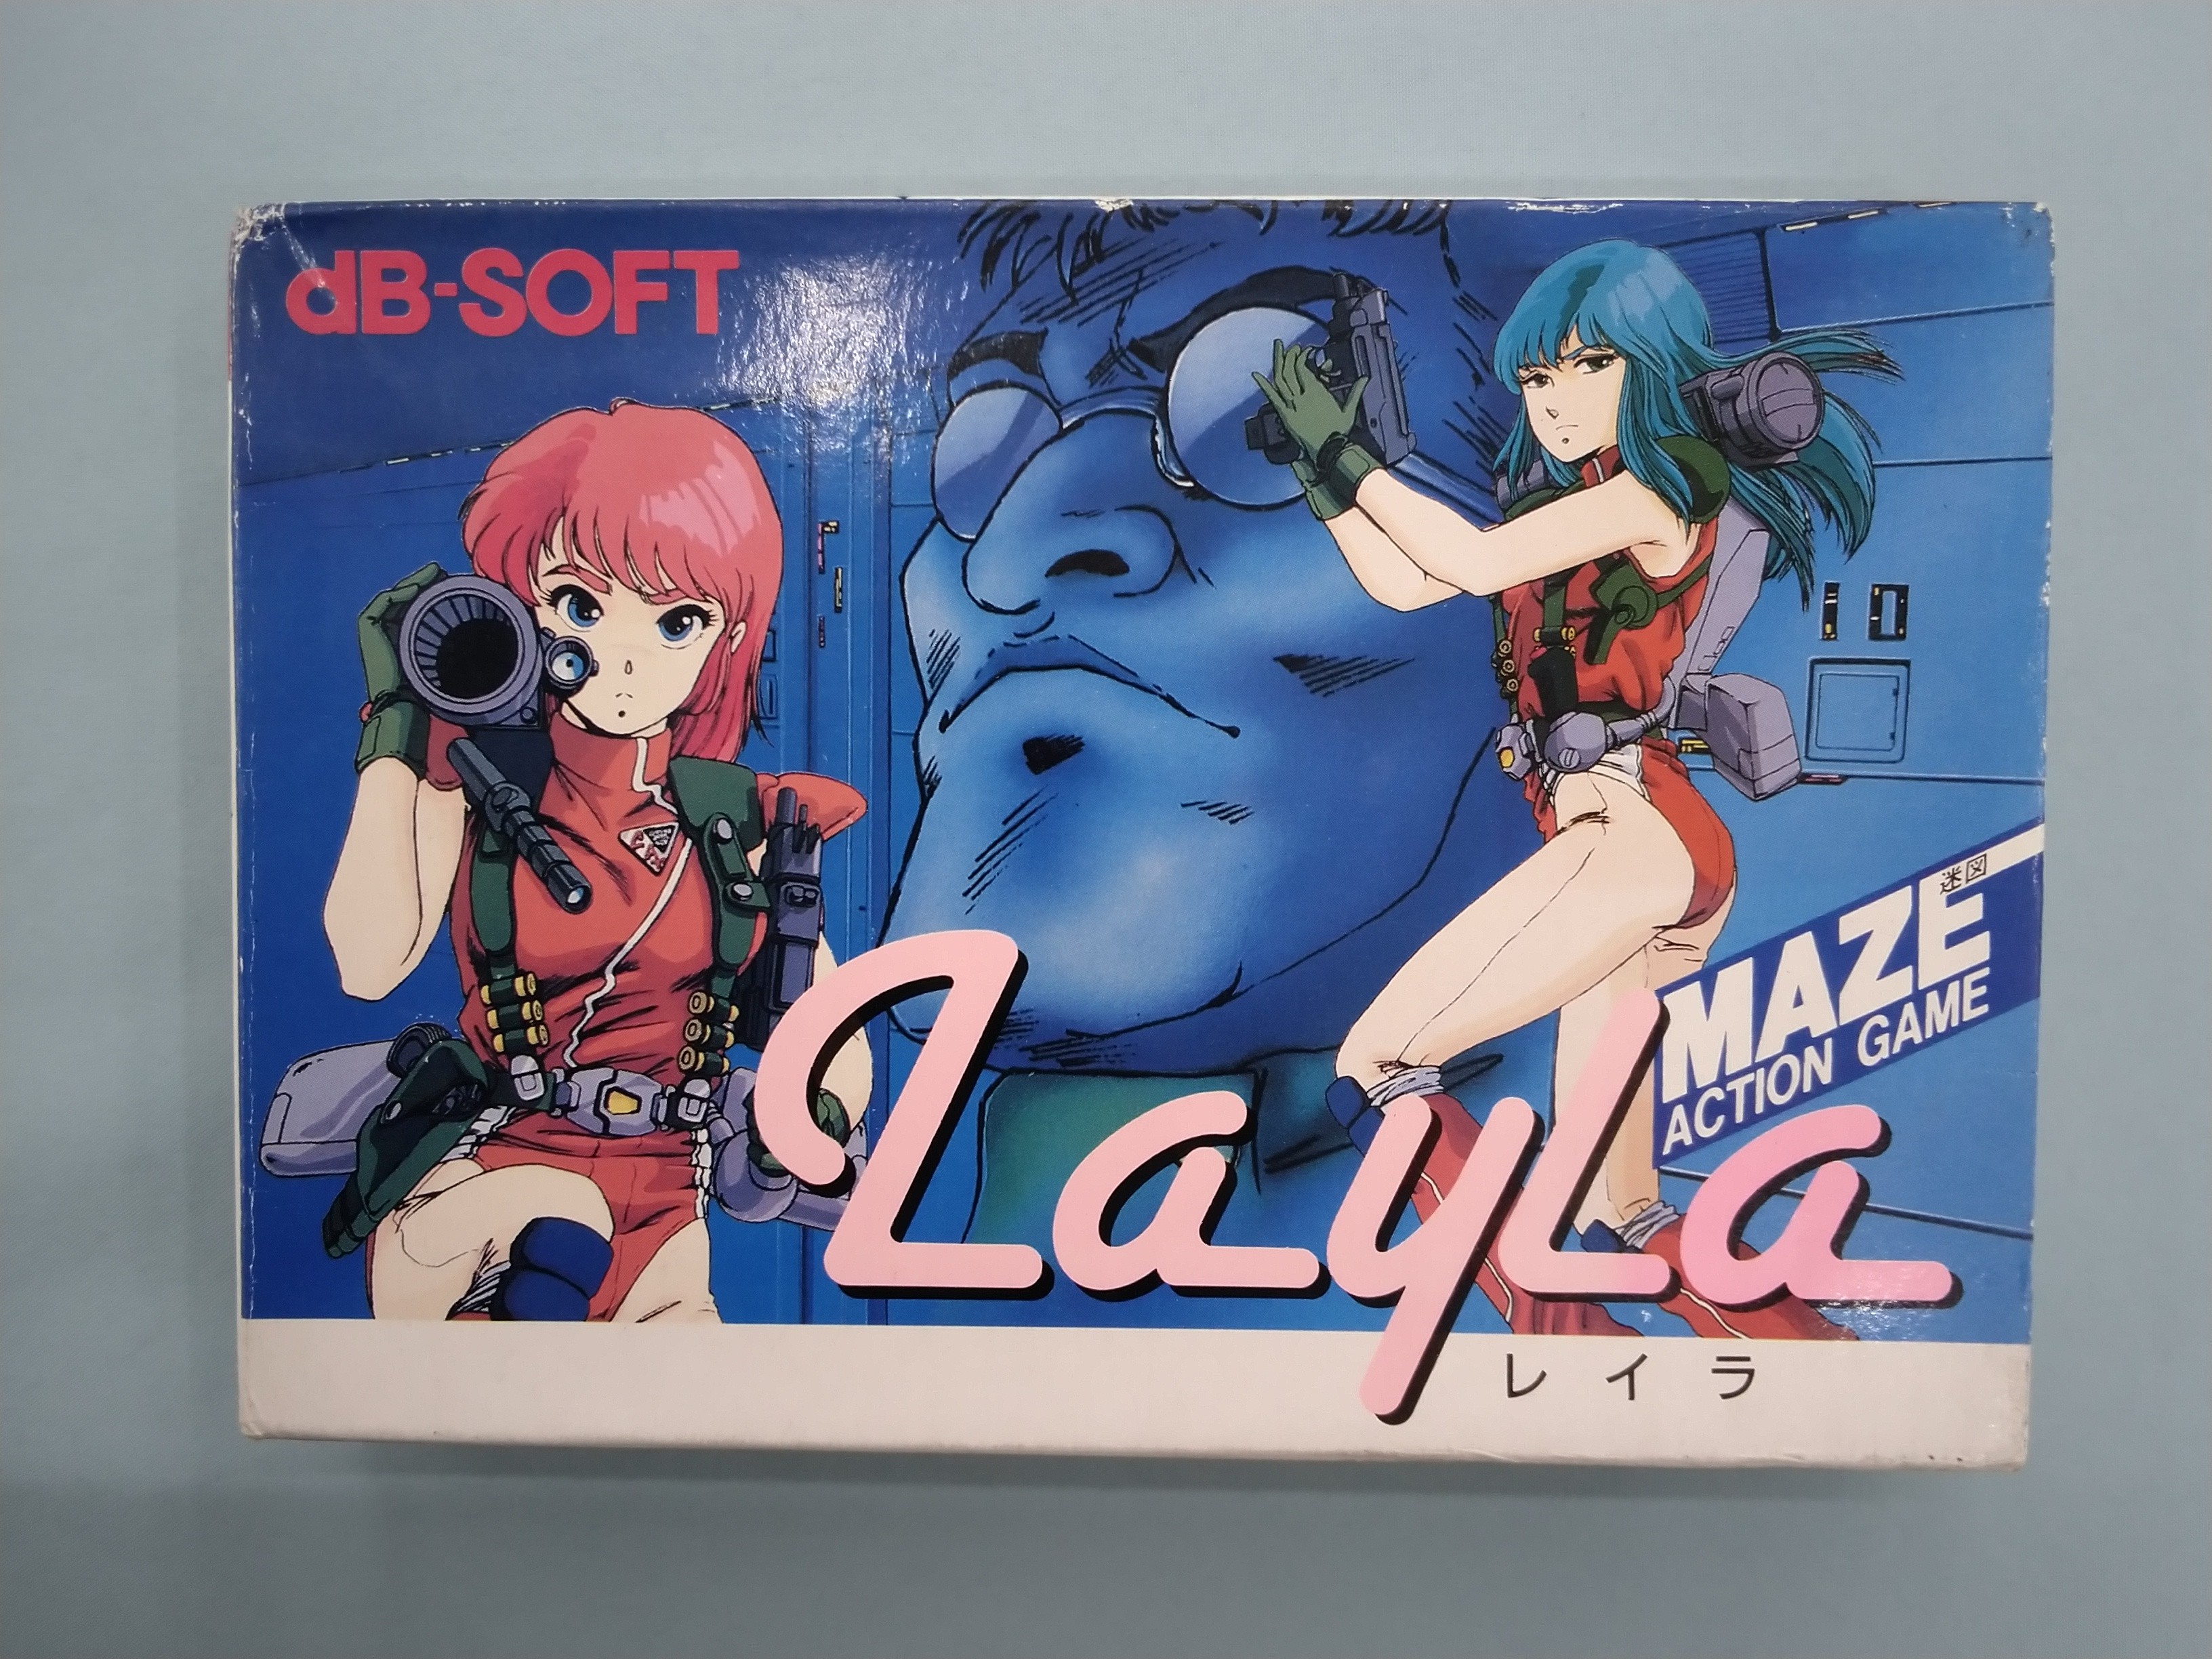 dB-SOFT
迷図
MAZE
ACTION GAME
Layla
レイラ